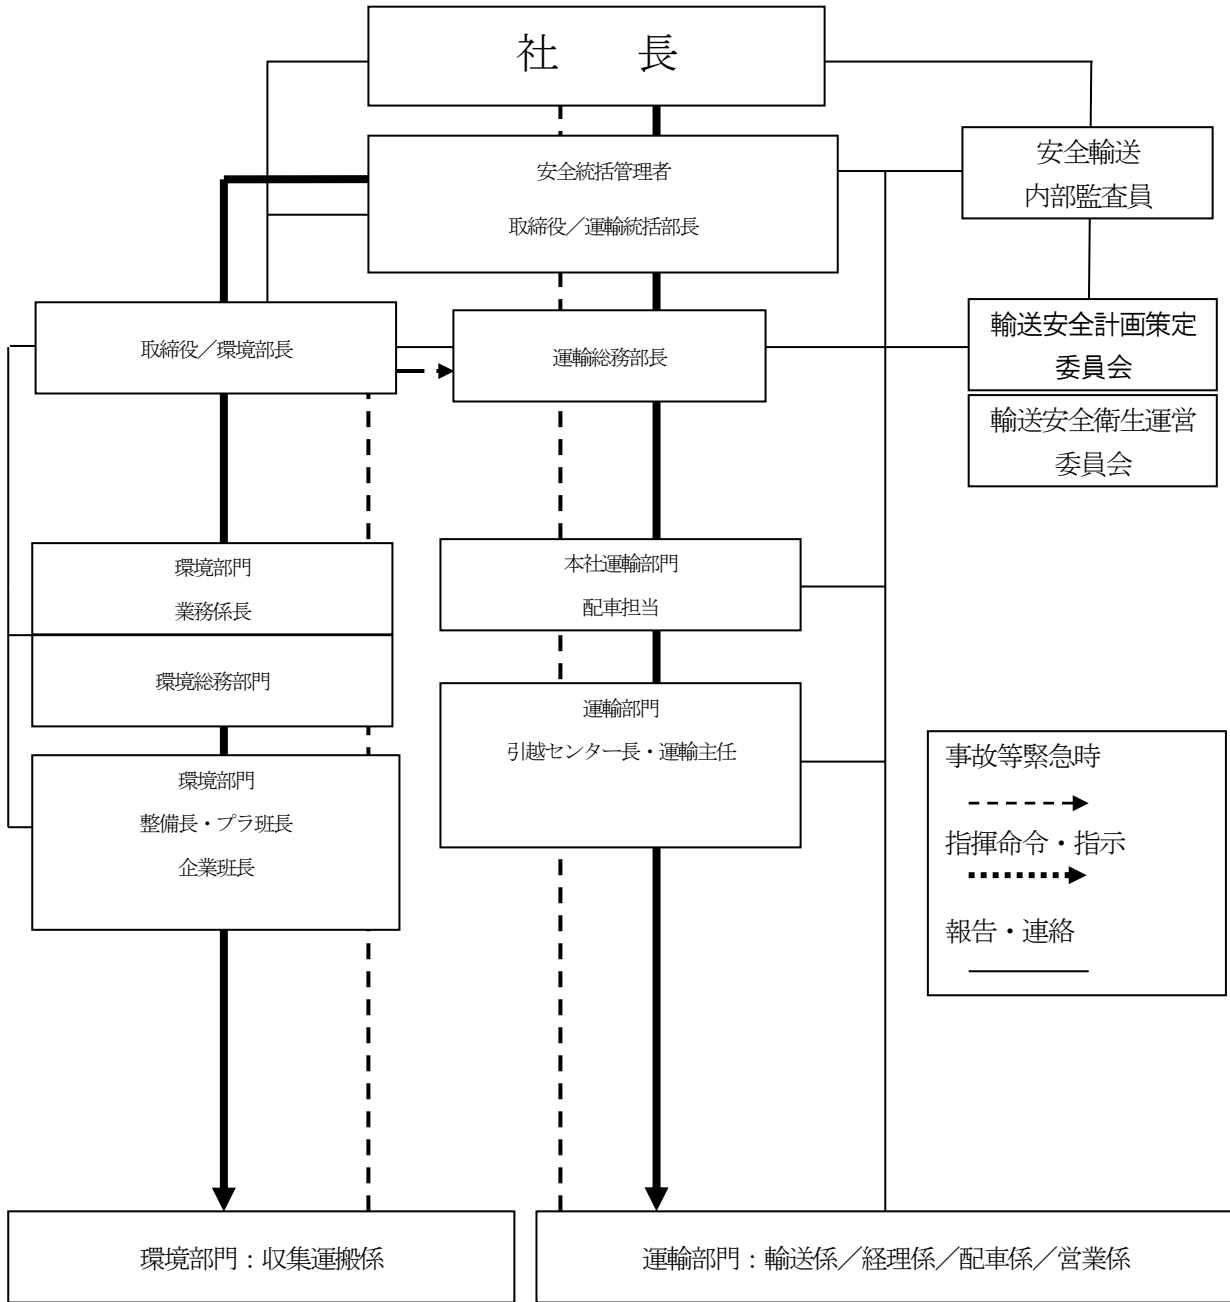 社　　長
安全統括管理者
取締役／運輸統括部長
安全輸送
内部監査員
取締役／環境部長
運輸総務部長
輸送安全計画策定
委員会
輸送安全衛生運営
委員会
環境部門
業務係長
本社運輸部門
配車担当
環境総務部門
運輸部門
引越センター長・運輸主任
環境部門
整備長・プラ班長
企業班長
事故等緊急時
指揮命令・指示
報告・連絡
環境部門：収集運搬係
運輸部門：輸送係／経理係／配車係／営業係